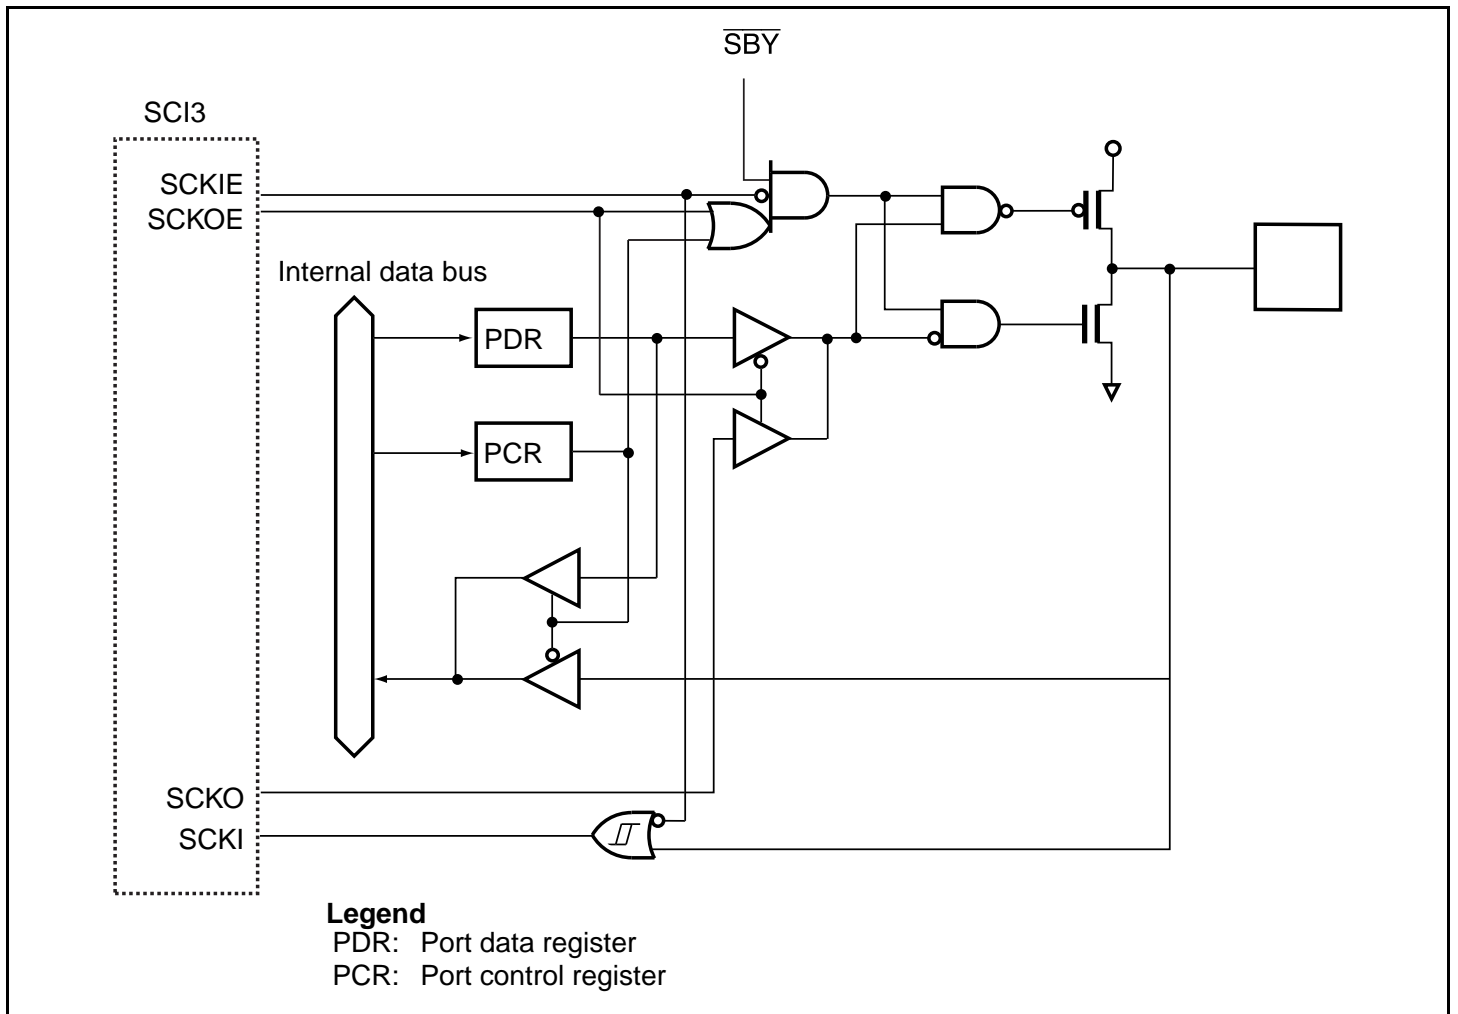 SBY
SCI3
SCKIE
SCKOE
Internal data bus
PDR
PCR
SCKO
SCKI
Legend
PDR: Port data register
PCR: Port control register